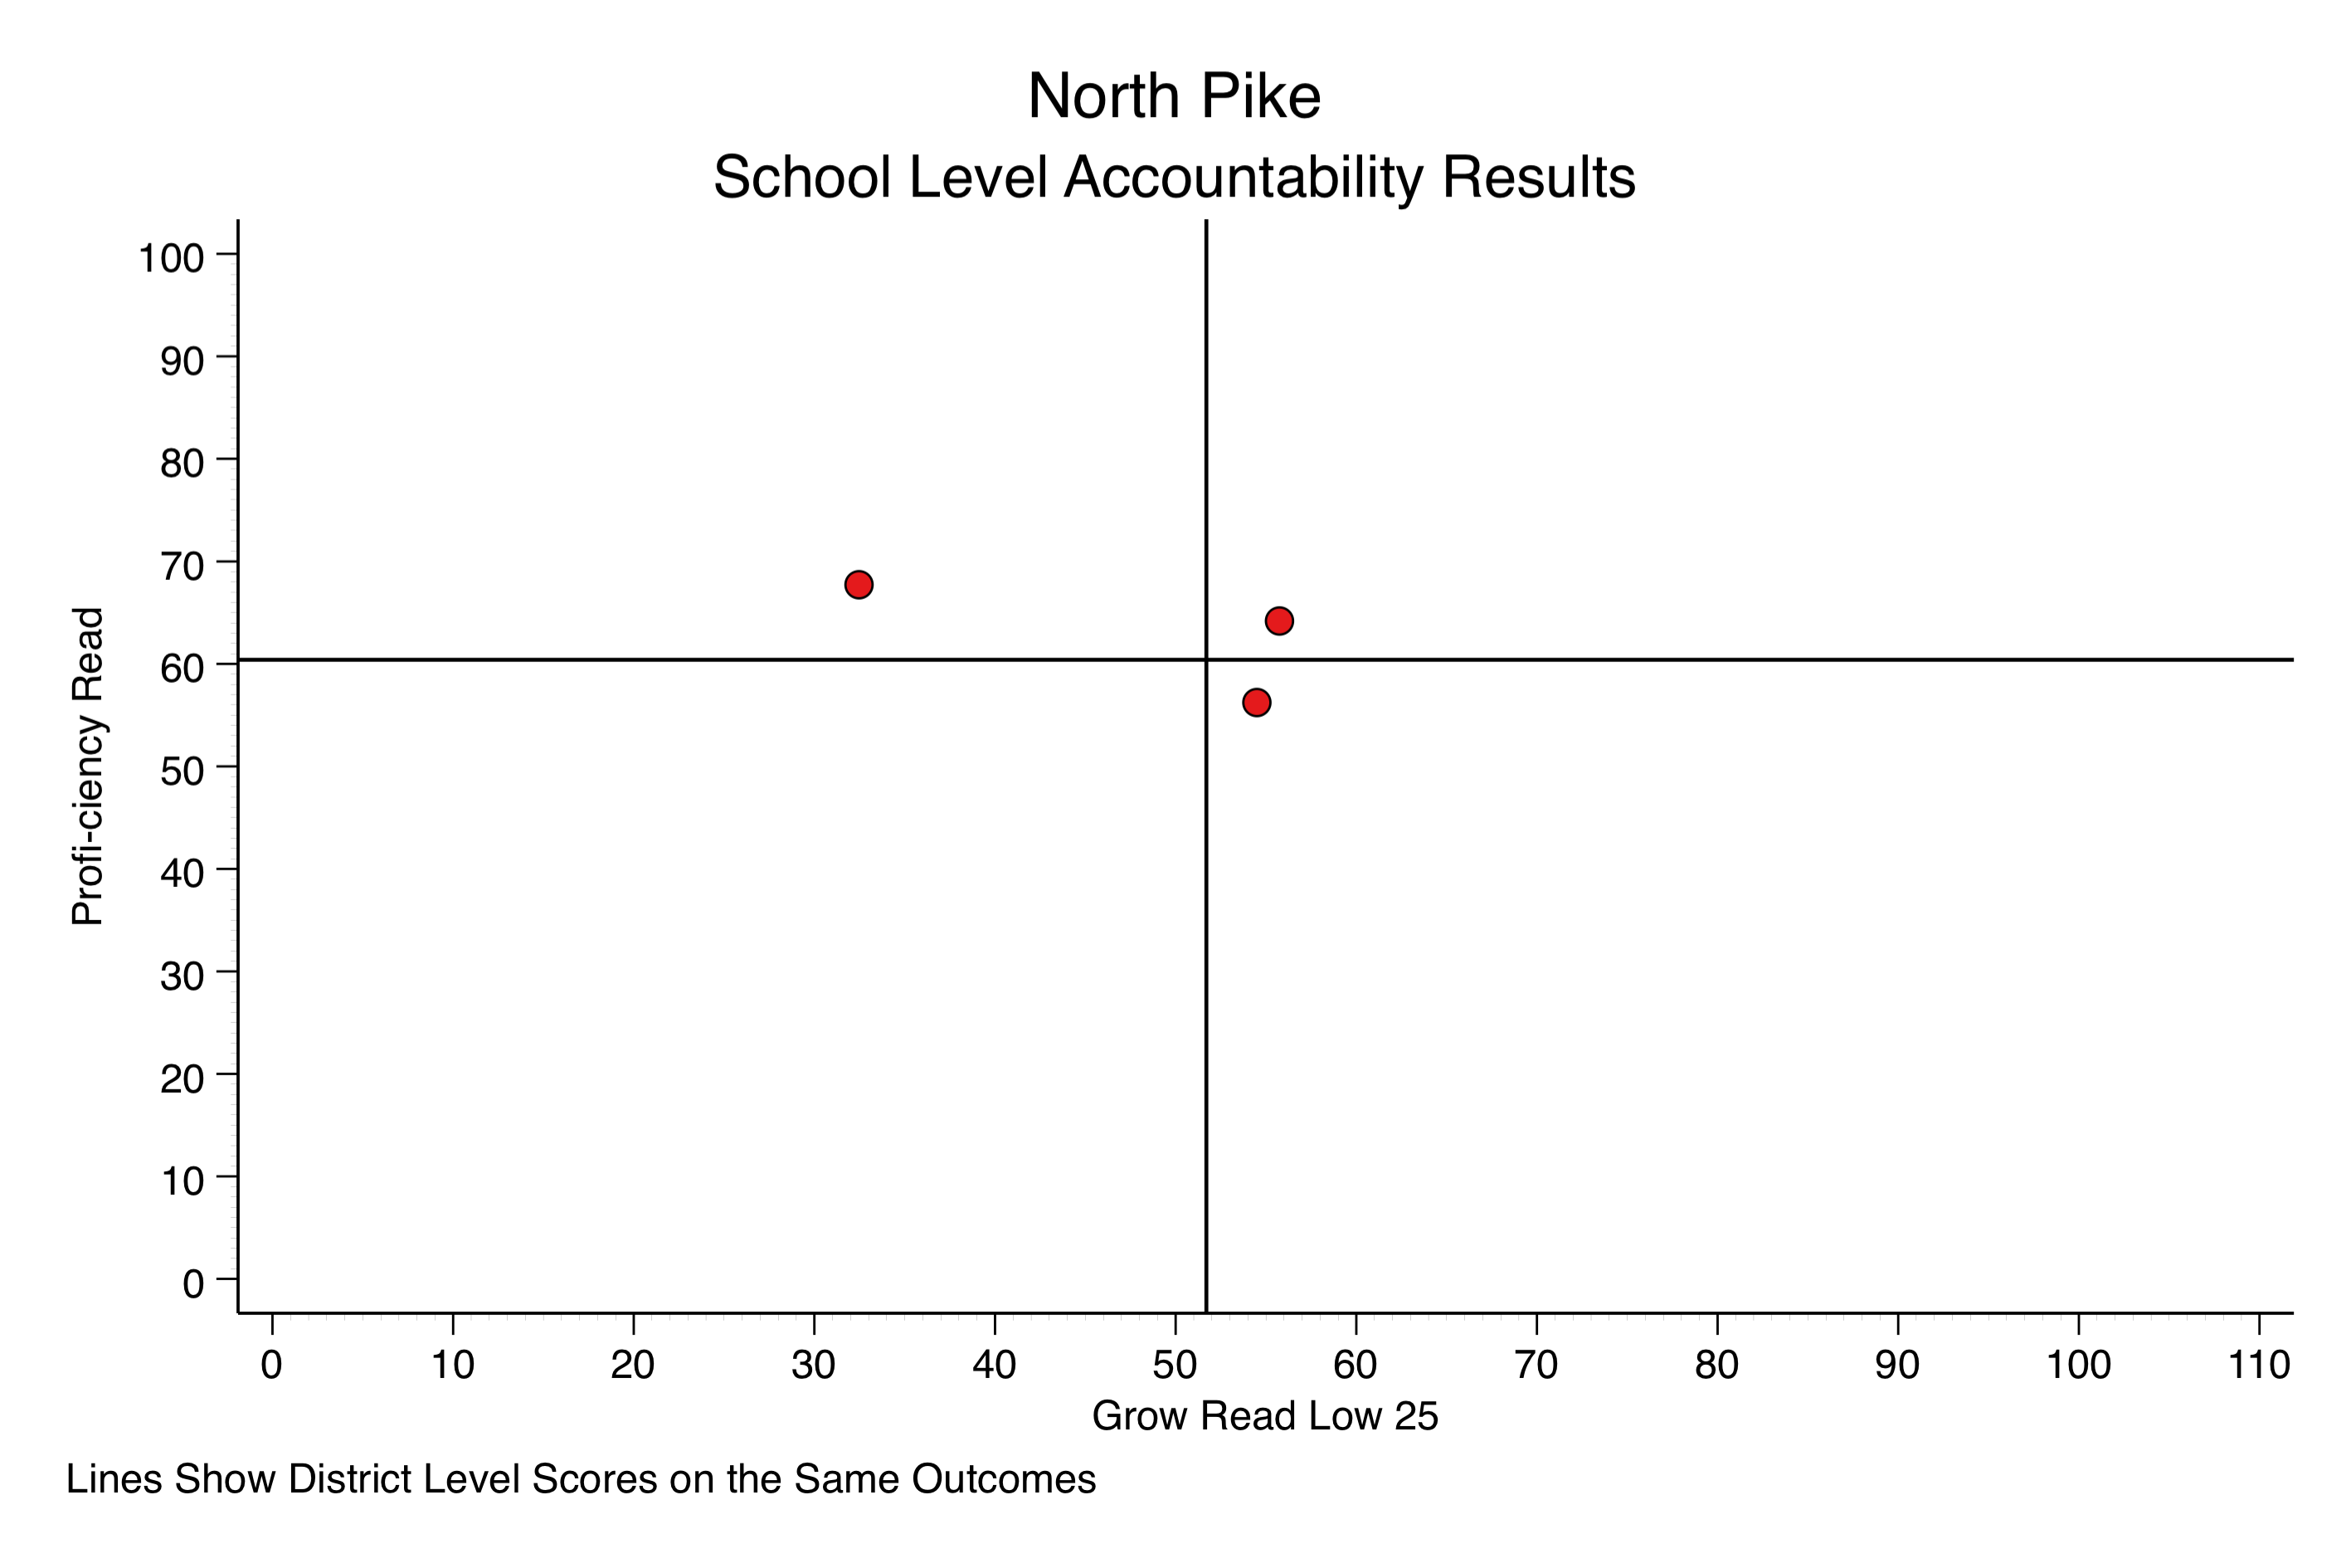 North Pike
School Level Accountability Results
100
90
80
70
60
50
40
30
20
10
0
Profi-ciency Read
0 10 20 30 40 50 60 70 80 90 100 110
Grow Read Low 25
Lines Show District Level Scores on the Same Outcomes